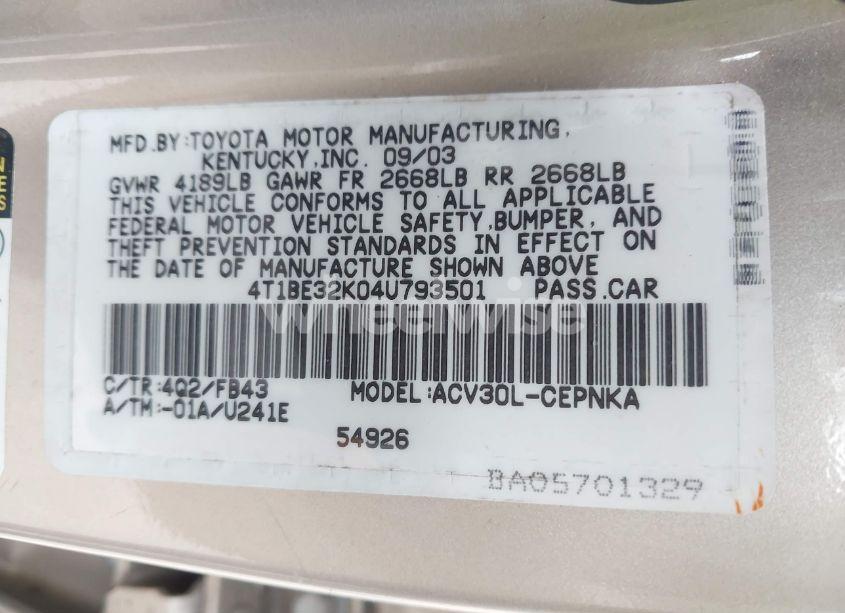 MFD.BY:TOYOTA MOTOR MANUFACTURING,
KENTUCKY,INC. 09/03
GVWR 4189LB GAWR FR 2668LB RR 2668LB
THIS VEHICLE CONFORMS TO ALL APPLICABLE
FEDERAL MOTOR VEHICLE SAFETY,BUMPER, AND
THEFT PREVENTION STANDARDS IN EFFECT ON
THE DATE OF MANUFACTURE SHOWN ABOVE
4T1BE32K04U793501 PASS.CAR
Wheelwise
C/TR:4Q2/FB43 MODEL:ACV30L-CEPNKA
A/TM:-01A/U241E
54926
BA05701329